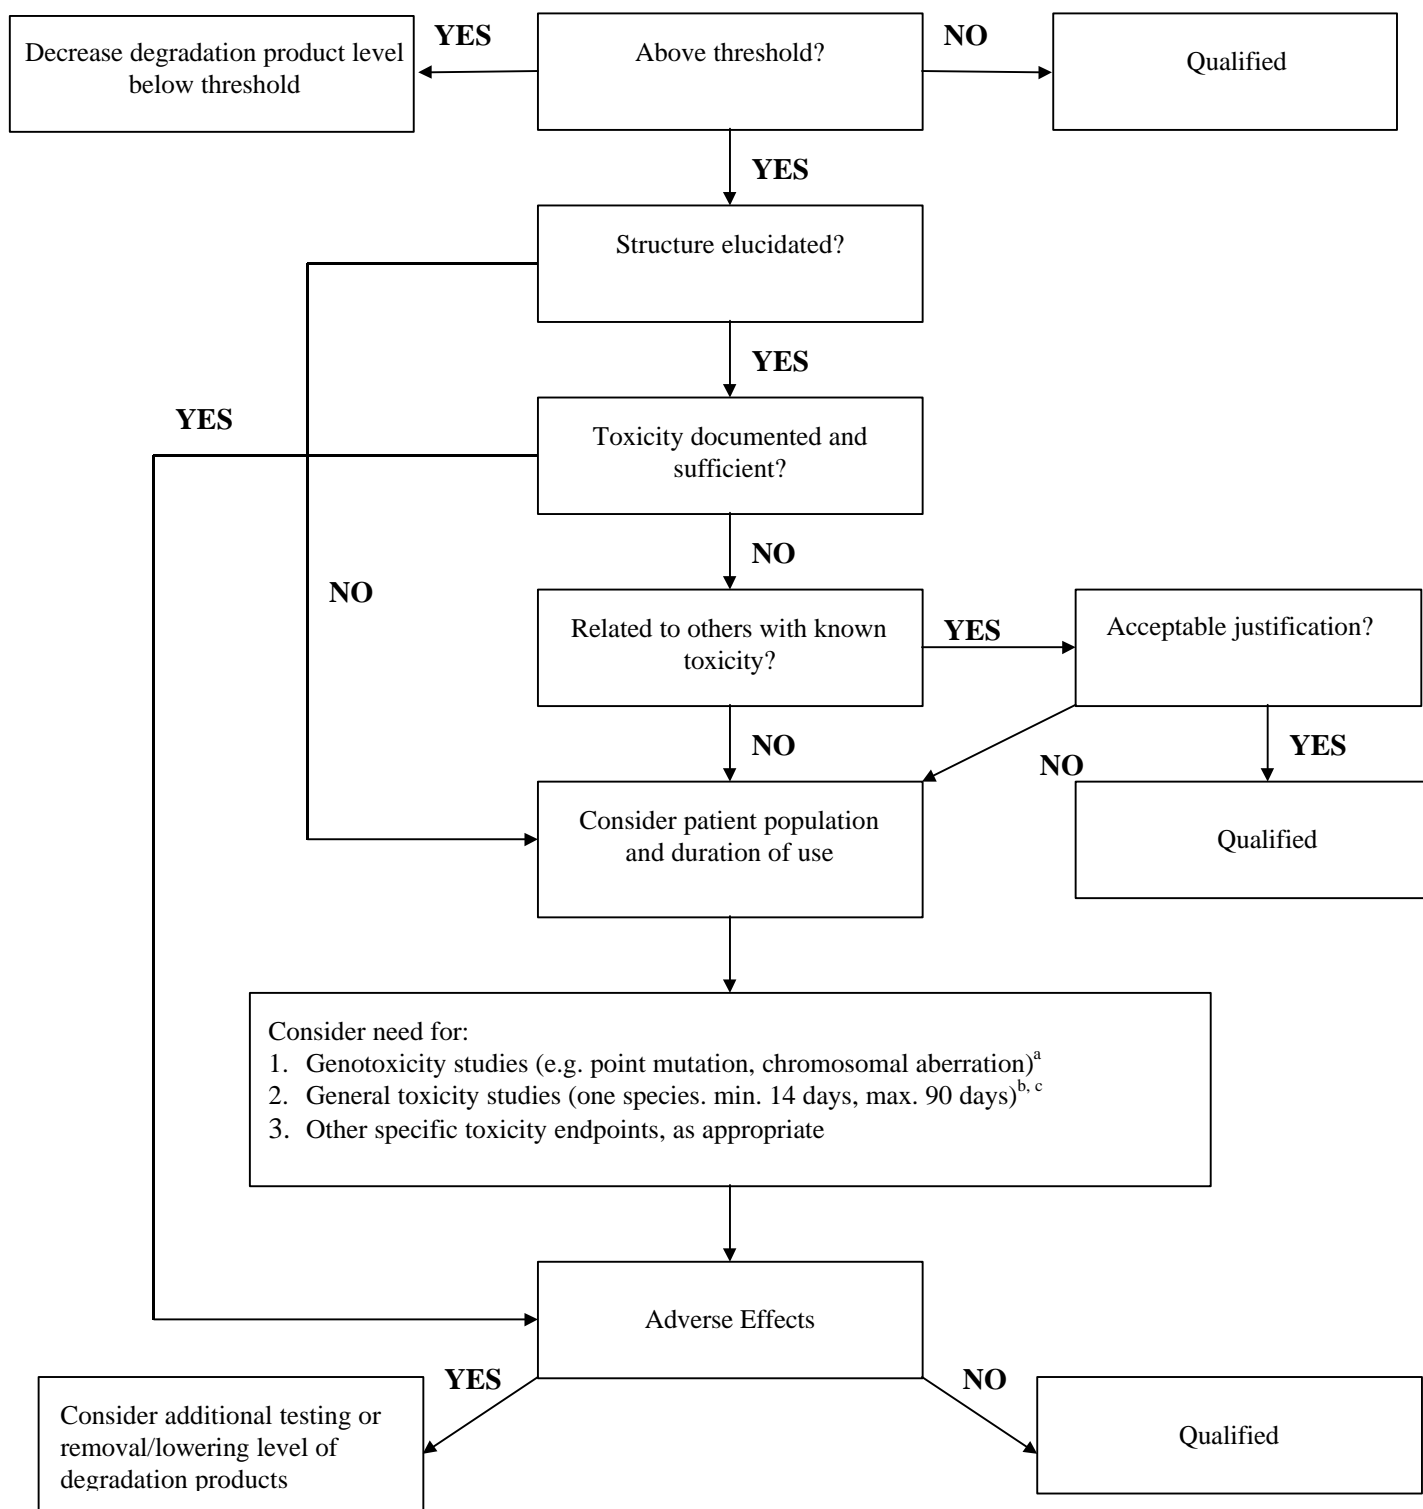 YES
NO
Decrease degradation product level
below threshold
Above threshold?
Qualified
YES
Structure elucidated?
YES
YES
Toxicity documented and
sufficient?
NO
NO
Related to others with known
toxicity?
YES
Acceptable justification?
NO
YES
NO
Consider patient population
and duration of use
Qualified
Consider need for:
1. Genotoxicity studies (e.g. point mutation, chromosomal aberration)a
2. General toxicity studies (one species. min. 14 days, max. 90 days)b, c
3. Other specific toxicity endpoints, as appropriate
Adverse Effects
YES
NO
Consider additional testing or
removal/lowering level of
degradation products
Qualified